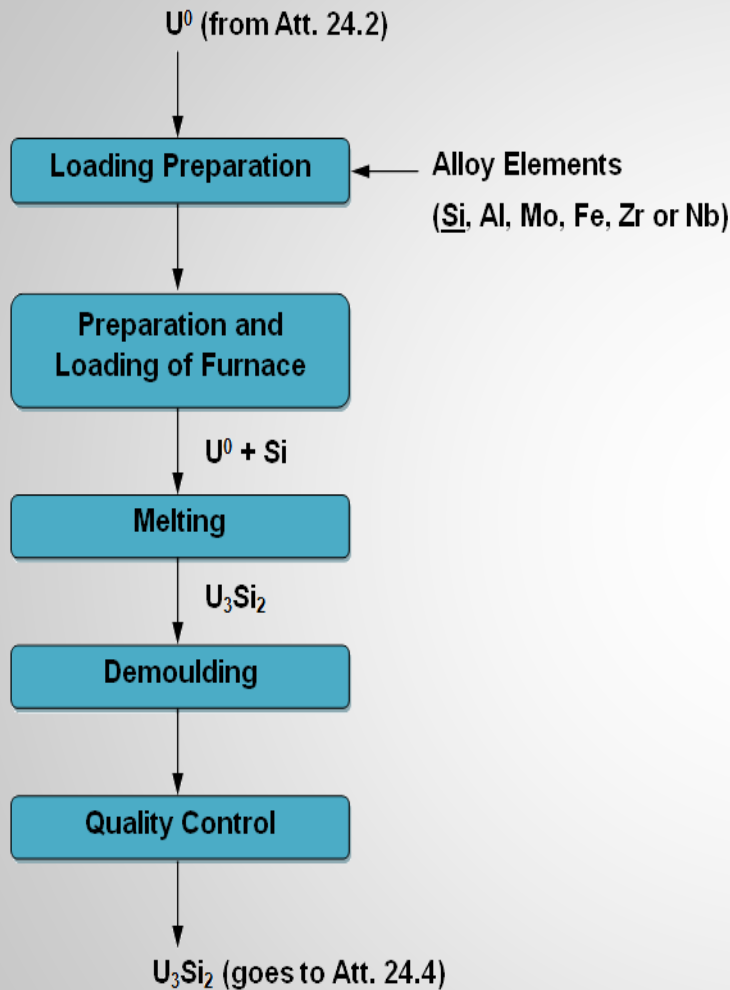 U⁰ (from Att. 24.2)
Loading Preparation
Alloy Elements
(Si, Al, Mo, Fe, Zr or Nb)
Preparation and
Loading of Furnace
U⁰ + Si
Melting
U₃Si₂
Demoulding
Quality Control
U₃Si₂ (goes to Att. 24.4)